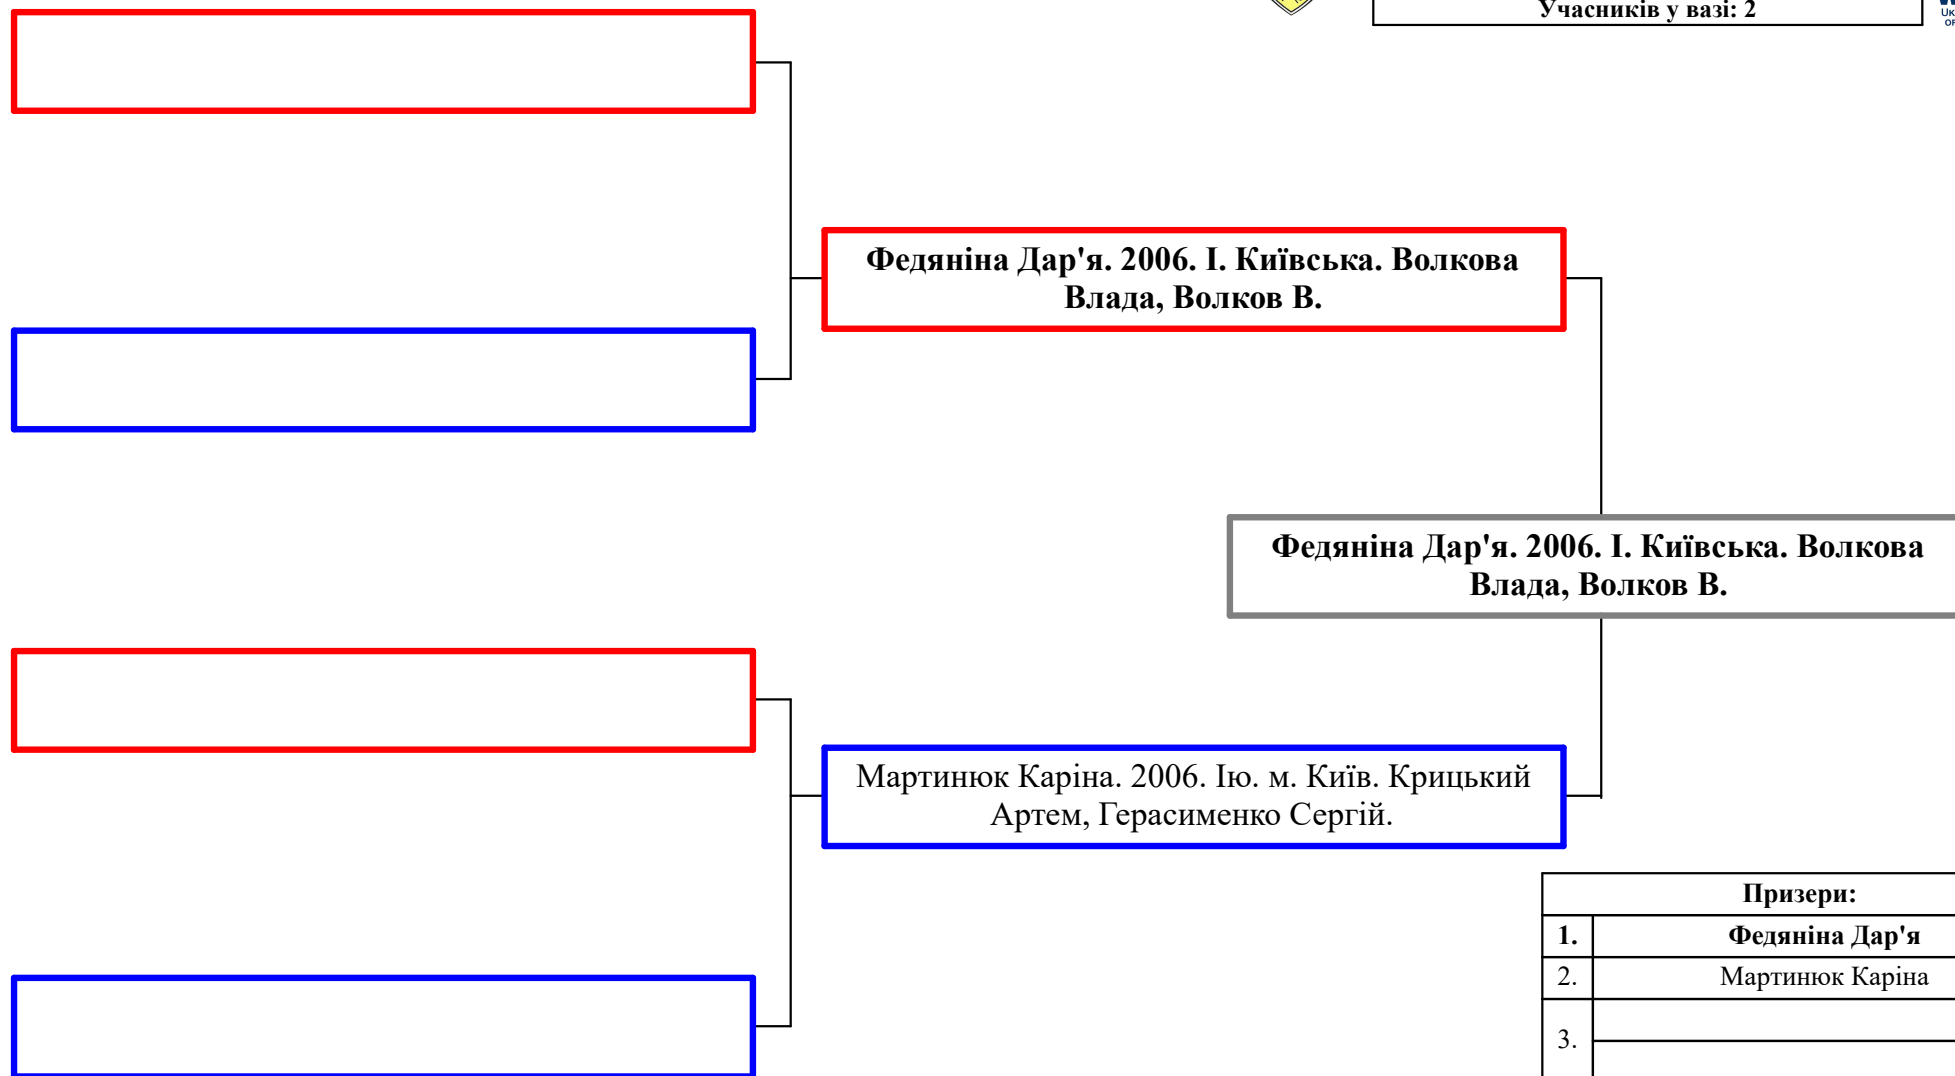 Учасників у вазі: 2
Федяніна Дар'я. 2006. І. Київська. Волкова
Влада, Волков В.
Федяніна Дар'я. 2006. І. Київська. Волкова
Влада, Волков В.
Мартинюк Каріна. 2006. Ію. м. Київ. Крицький
Артем, Герасименко Сергій.
Призери:
1. Федяніна Дар'я
2. Мартинюк Каріна
3.